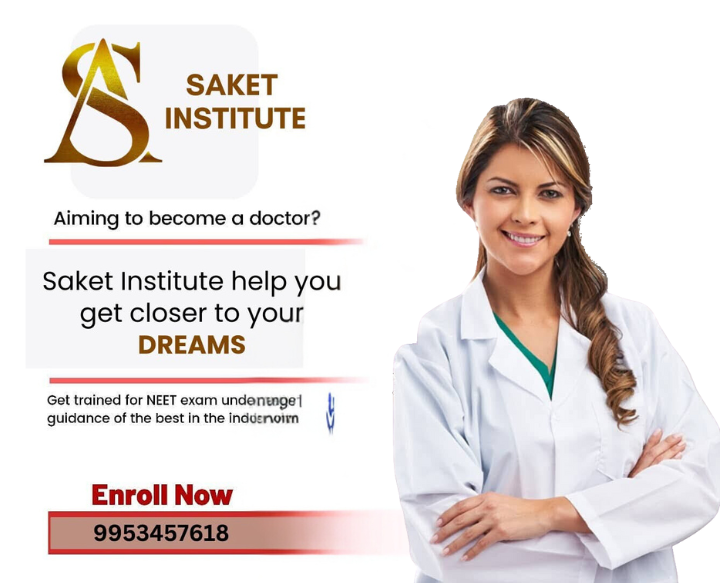 SAKET
INSTITUTE
Aiming to become a doctor?
Saket Institute help you
get closer to your
DREAMS
Get trained for NEET exam
guidance of the best in the
Enroll Now
9953457618